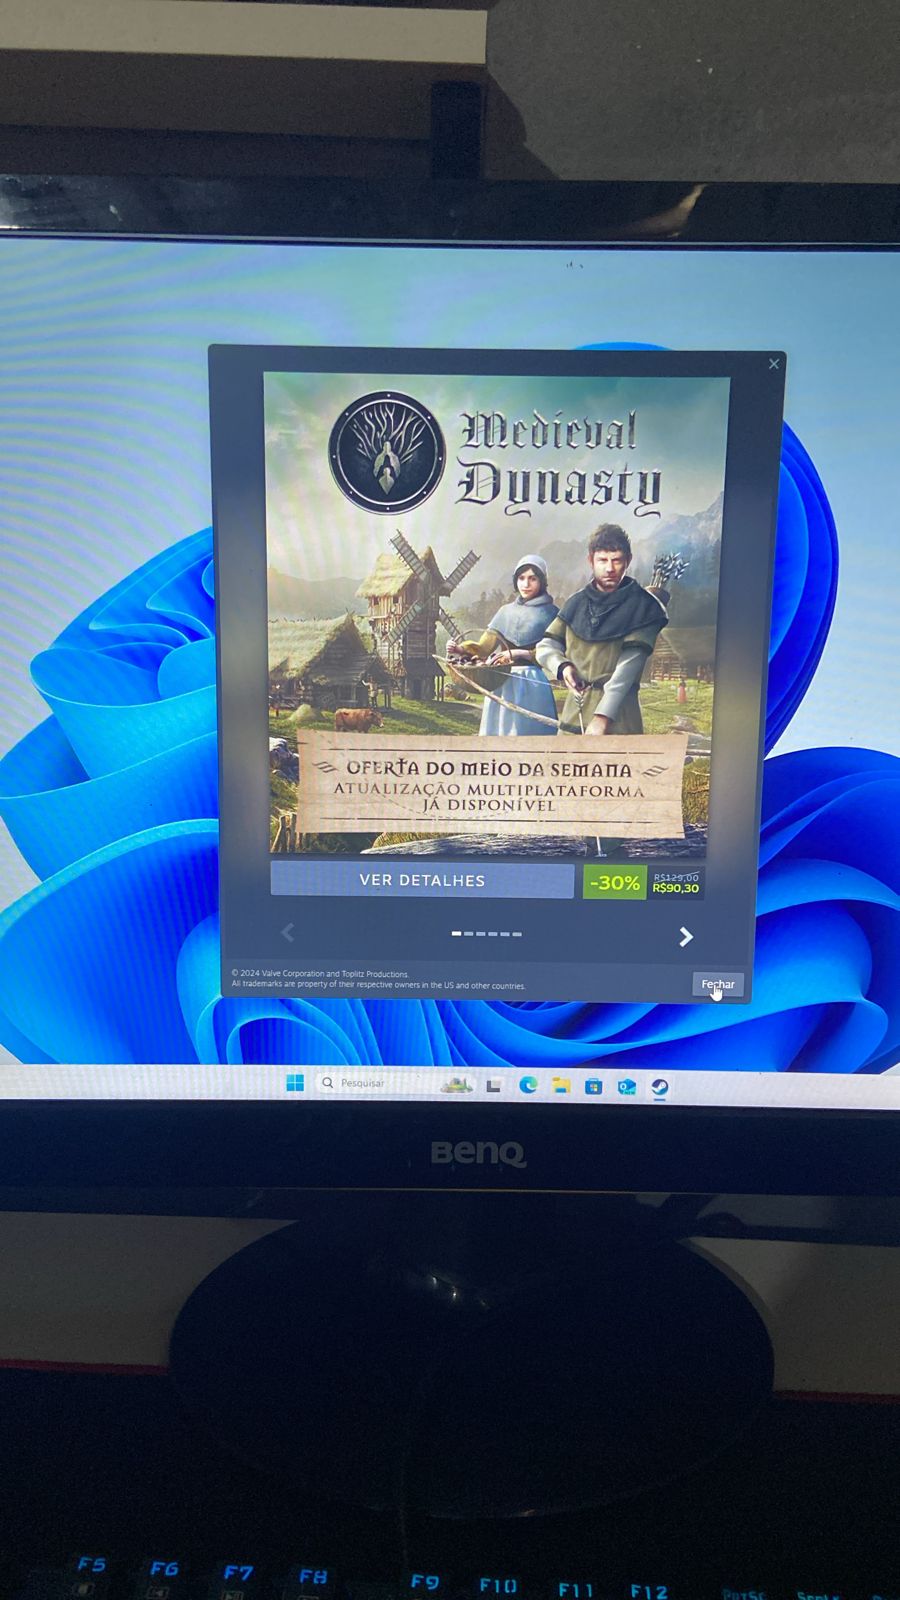 Medieval
Dynasty
OFERTA DO MEIO DA SEMANA
ATUALIZAÇÃO MULTIPLATAFORMA
JÁ DISPONÍVEL
VER DETALHES
-30%
R$129,00
R$90,30
© 2024 Valve Corporation and Toplitz Productions.
All trademarks are property of their respective owners in the US and other countries.
Fechar
Pesquisar
BenQ
F5 F6 F7 F8 F9 F10 F11 F12